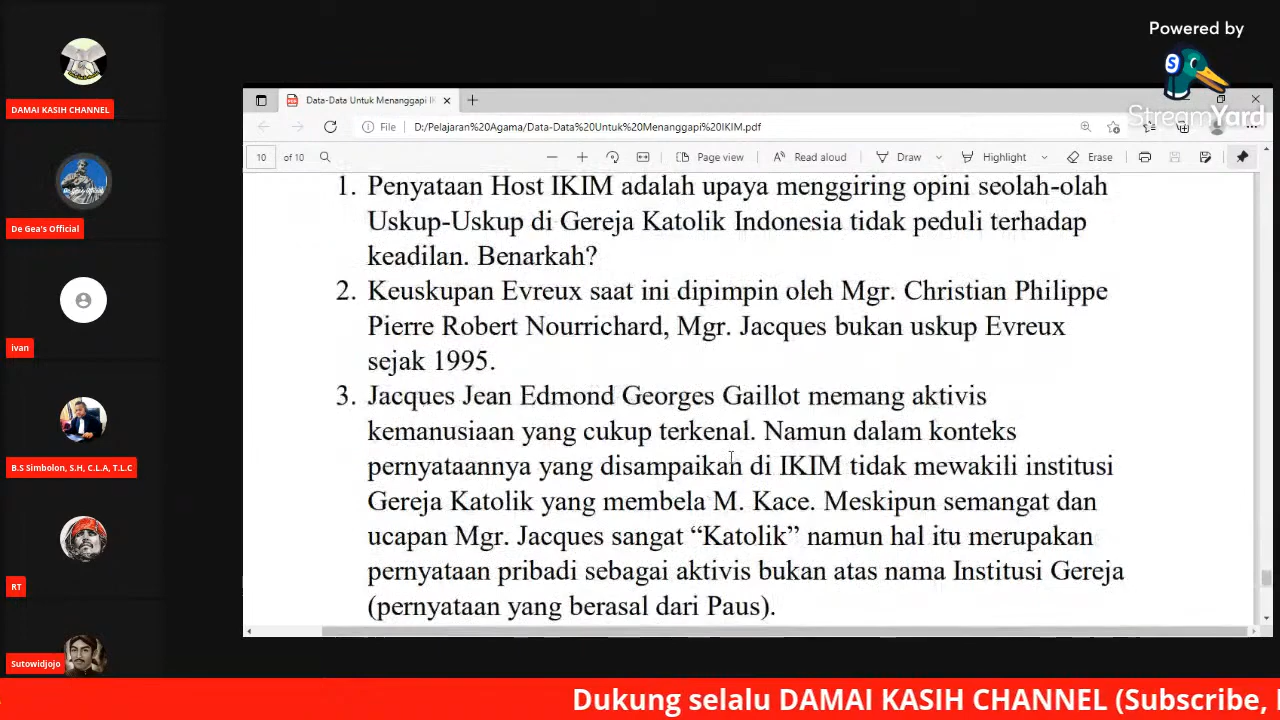 Powered by
StreamYard
DAMAI KASIH CHANNEL
De Gea's Official
ivan
B.S Simbolon, S.H, C.L.A, T.L.C
RT
Sutowidjojo
Data-Data Untuk Menanggapi IK
File D:/Pelajaran%20Agama/Data-Data%20Untuk%20Menanggapi%20IKIM.pdf
10 of 10 Page view Read aloud Draw Highlight Erase
1. Penyataan Host IKIM adalah upaya menggiring opini seolah-olah
Uskup-Uskup di Gereja Katolik Indonesia tidak peduli terhadap
keadilan. Benarkah?
2. Keuskupan Evreux saat ini dipimpin oleh Mgr. Christian Philippe
Pierre Robert Nourrichard, Mgr. Jacques bukan uskup Evreux
sejak 1995.
3. Jacques Jean Edmond Georges Gaillot memang aktivis
kemanusiaan yang cukup terkenal. Namun dalam konteks
pernyataannya yang disampaikan di IKIM tidak mewakili institusi
Gereja Katolik yang membela M. Kace. Meskipun semangat dan
ucapan Mgr. Jacques sangat “Katolik” namun hal itu merupakan
pernyataan pribadi sebagai aktivis bukan atas nama Institusi Gereja
(pernyataan yang berasal dari Paus).
Dukung selalu DAMAI KASIH CHANNEL (Subscribe,